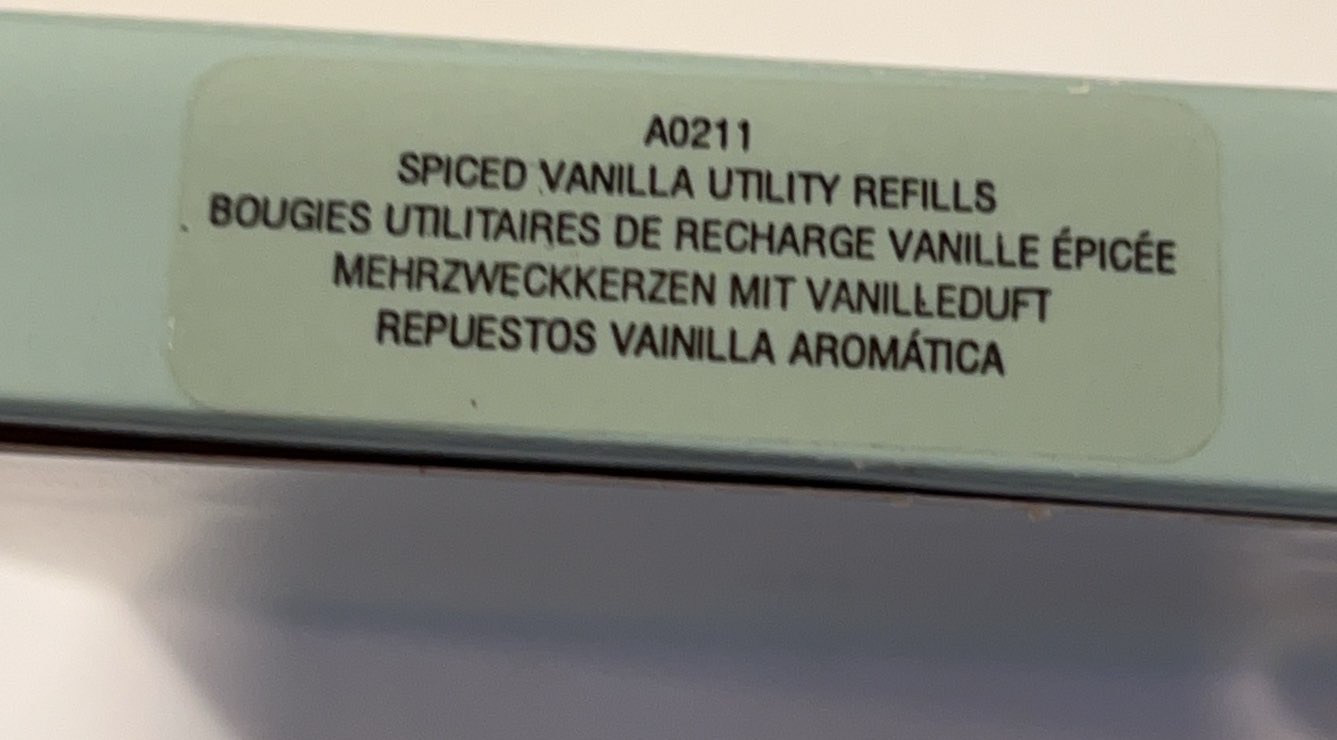 A0211
SPICED VANILLA UTILITY REFILLS
BOUGIES UTILITAIRES DE RECHARGE VANILLE ÉPICÉE
MEHRZWECKKERZEN MIT VANILLEDUFT
REPUESTOS VAINILLA AROMÁTICA